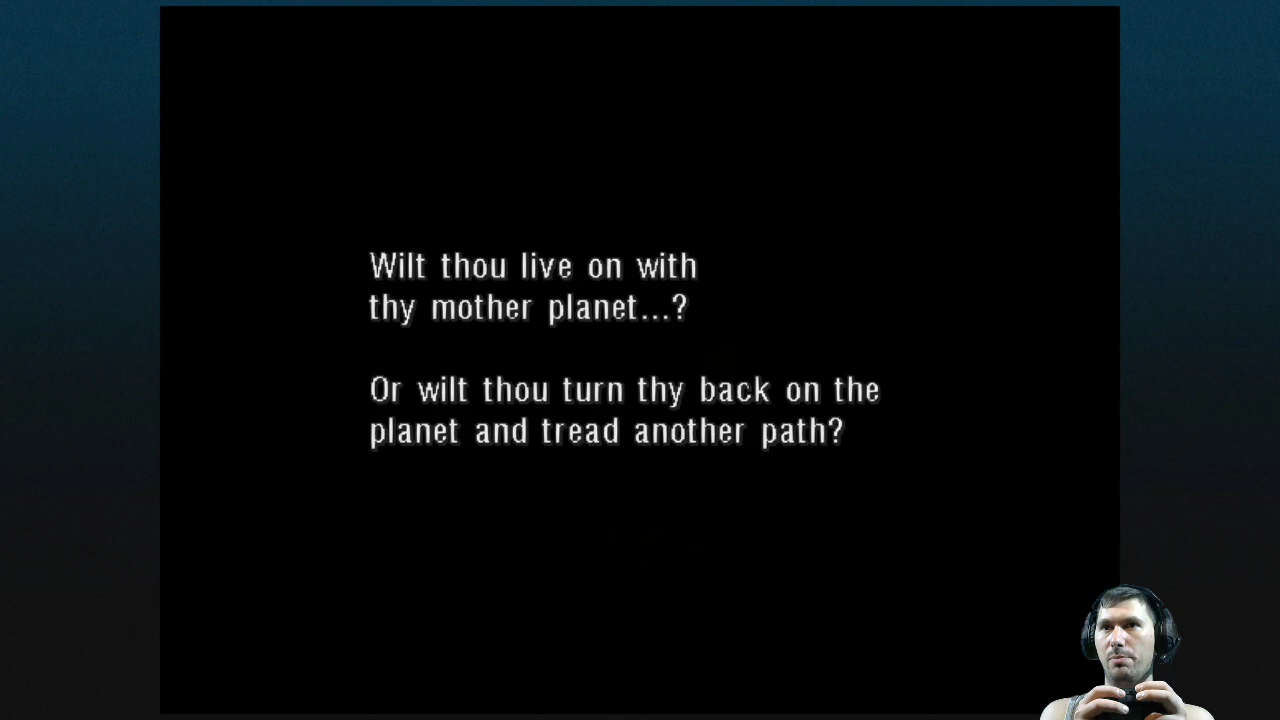 Wilt thou live on with
thy mother planet...?
Or wilt thou turn thy back on the
planet and tread another path?